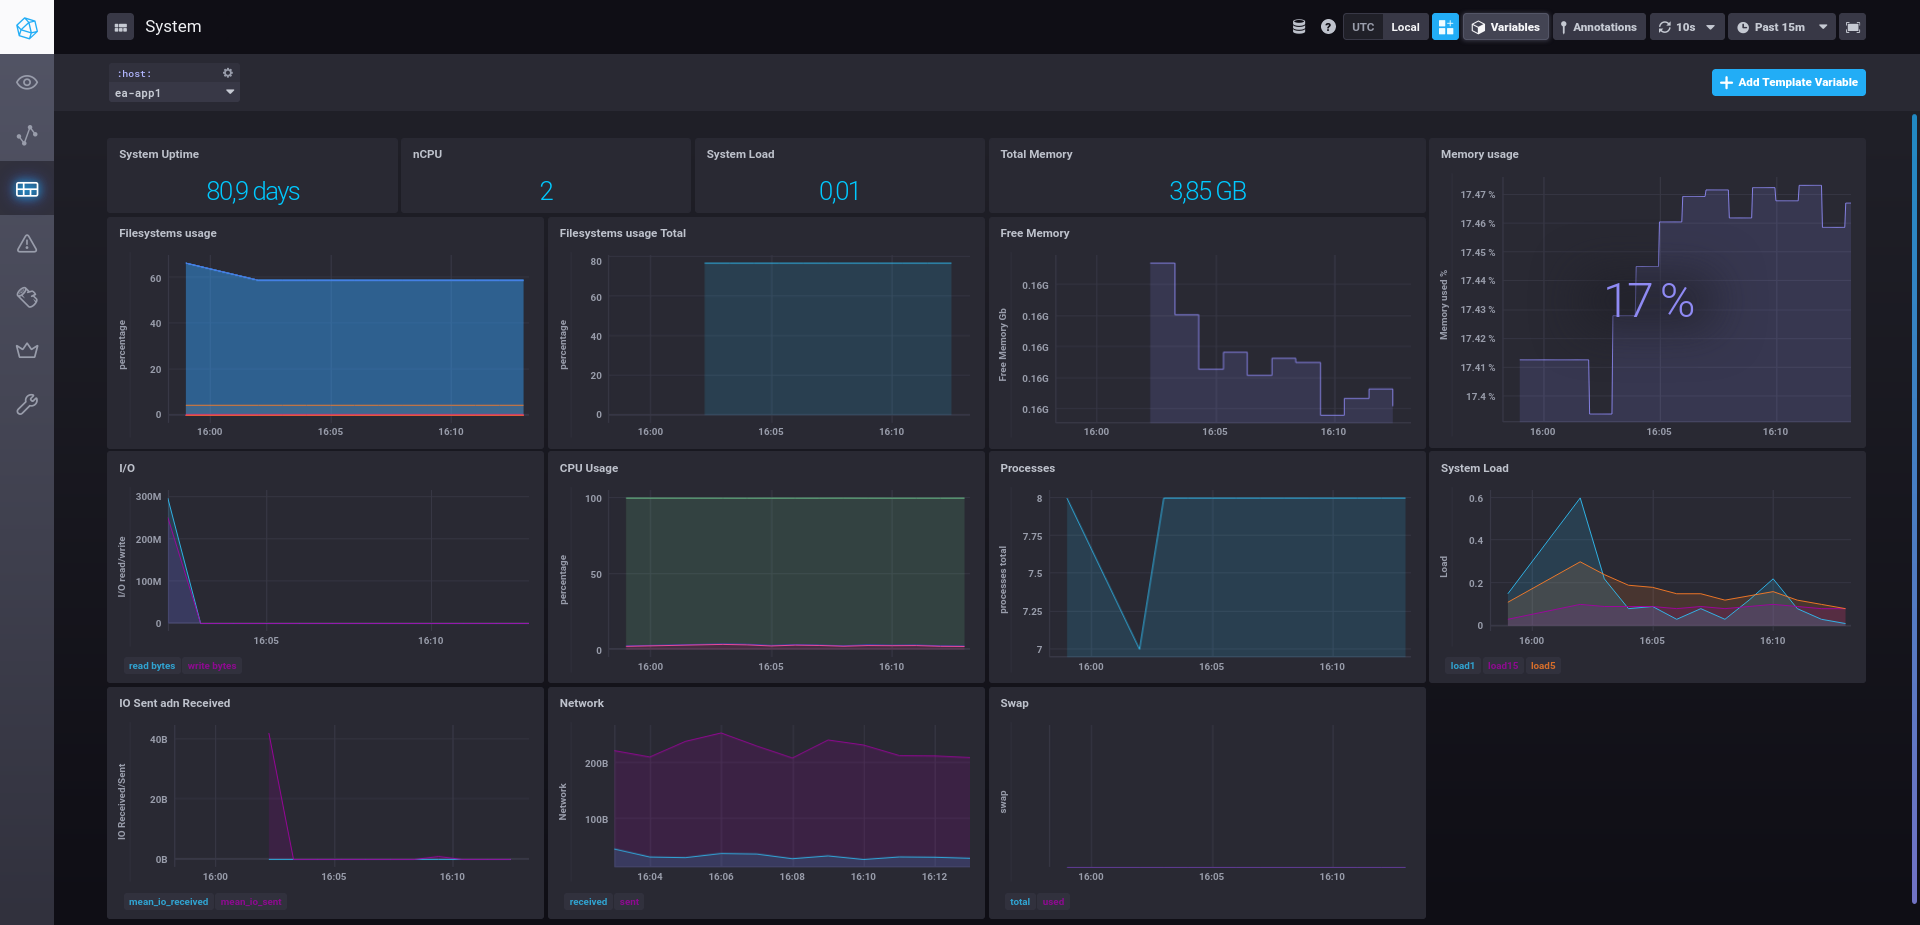 System
UTC
Local
Variables
Annotations
10s
Past 15m
:host:
ea-app1
Add Template Variable
System Uptime
80,9 days
nCPU
2
System Load
0,01
Total Memory
3,85 GB
Memory usage
17.47 %
17.46 %
17.45 %
17.44 %
17.43 %
17.42 %
17.41 %
17.4 %
Memory used %
17 %
16:00
16:05
16:10
Filesystems usage
percentage
60
40
20
0
16:00
16:05
16:10
Filesystems usage Total
percentage
80
60
40
20
0
16:00
16:05
16:10
Free Memory
Free Memory Gb
0.16G
0.16G
0.16G
0.16G
0.16G
16:00
16:05
16:10
I/O
I/O read/write
300M
200M
100M
0
16:05
16:10
read bytes
write bytes
CPU Usage
percentage
100
50
0
16:00
16:05
16:10
Processes
processes total
8
7.75
7.5
7.25
7
16:00
16:05
16:10
System Load
Load
0.6
0.4
0.2
0
16:00
16:05
16:10
load1
load15
load5
IO Sent adn Received
IO Received/Sent
40B
20B
0B
16:00
16:05
16:10
mean_io_received
mean_io_sent
Network
Network
200B
100B
16:04
16:06
16:08
16:10
16:12
received
sent
Swap
swap
16:00
16:05
16:10
total
used